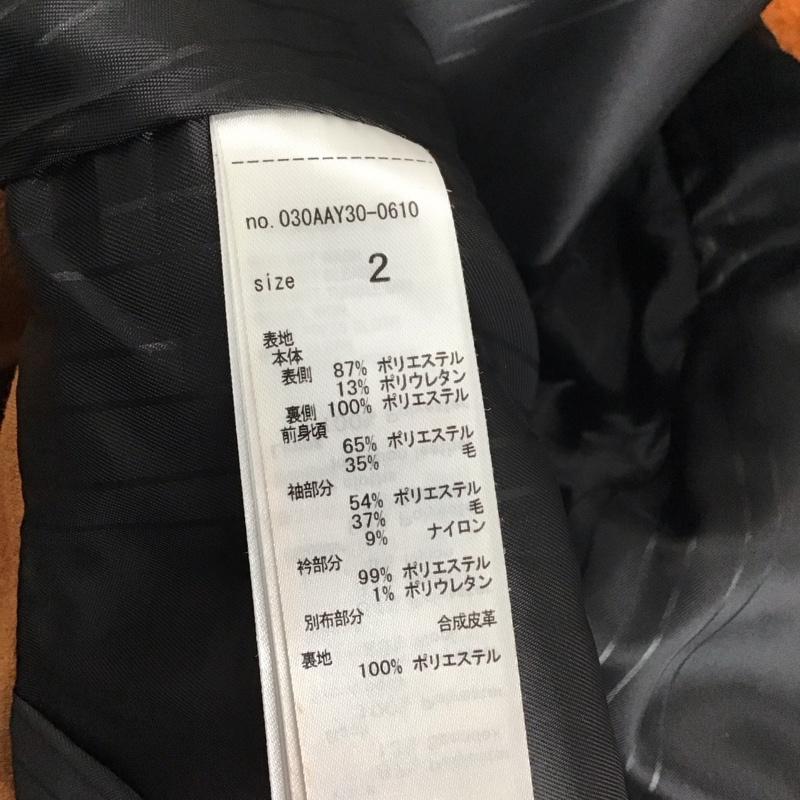 no. 030AAY30-0610
size 2
表地
本体
表側 87% ポリエステル
13% ポリウレタン
裏側 100% ポリエステル
前身頃
65% ポリエステル
35% 毛
袖部分
54% ポリエステル
37% 毛
9% ナイロン
衿部分
99% ポリエステル
1% ポリウレタン
別布部分
合成皮革
裏地
100% ポリエステル